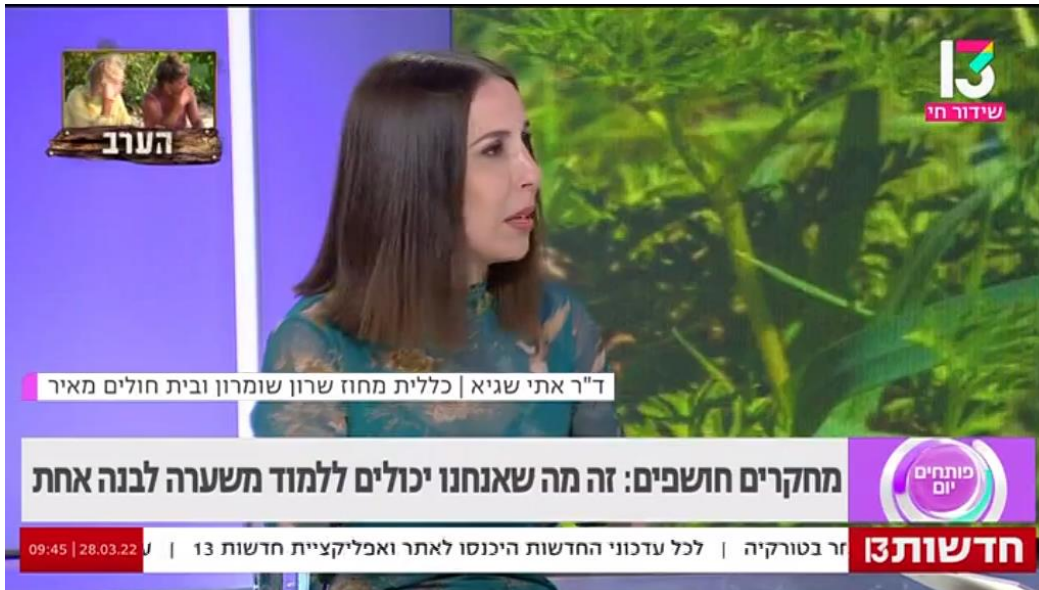 13
שידור חי
הערב
ד"ר אתי שגיא | כללית מחוז שרון שומרון ובית חולים מאיר
פותחים
יום
מחקרים חושפים: זה מה שאנחנו יכולים ללמוד משערה לבנה אחת
חדשות13
זר בטורקיה | לכל עדכוני החדשות היכנסו לאתר ואפליקציית חדשות 13 |
09:45 | 28.03.22